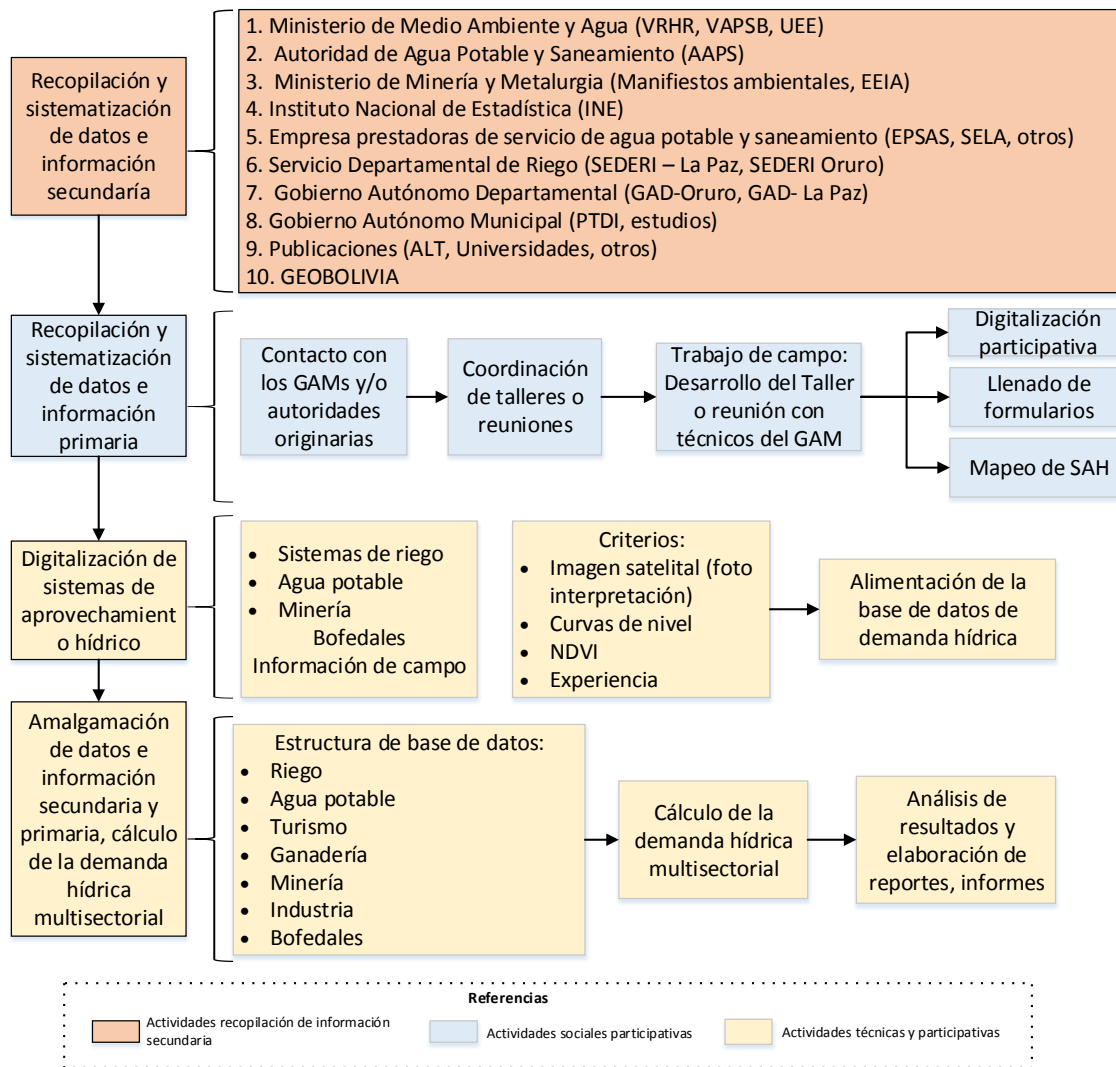 Recopilación y
sistematización
de datos e
información
secundaría
1. Ministerio de Medio Ambiente y Agua (VRHR, VAPSB, UEE)
2. Autoridad de Agua Potable y Saneamiento (AAPS)
3. Ministerio de Minería y Metalurgia (Manifiestos ambientales, EEIA)
4. Instituto Nacional de Estadística (INE)
5. Empresa prestadoras de servicio de agua potable y saneamiento (EPSAS, SELA, otros)
6. Servicio Departamental de Riego (SEDERI – La Paz, SEDERI Oruro)
7. Gobierno Autónomo Departamental (GAD-Oruro, GAD- La Paz)
8. Gobierno Autónomo Municipal (PTDI, estudios)
9. Publicaciones (ALT, Universidades, otros)
10. GEOBOLIVIA
Recopilación y
sistematización
de datos e
información
primaria
Contacto con
los GAMs y/o
autoridades
originarias
Coordinación
de talleres o
reuniones
Trabajo de campo:
Desarrollo del Taller
o reunión con
técnicos del GAM
Digitalización
participativa
Llenado de
formularios
Mapeo de SAH
Digitalización de
sistemas de
aprovechamient
o hídrico
• Sistemas de riego
• Agua potable
• Minería
Bofedales
Información de campo
Criterios:
• Imagen satelital (foto
interpretación)
• Curvas de nivel
• NDVI
• Experiencia
Alimentación de la
base de datos de
demanda hídrica
Amalgamación
de datos e
información
secundaria y
primaria, cálculo
de la demanda
hídrica
multisectorial
Estructura de base de datos:
• Riego
• Agua potable
• Turismo
• Ganadería
• Minería
• Industria
• Bofedales
Cálculo de la
demanda hídrica
multisectorial
Análisis de
resultados y
elaboración de
reportes, informes
Referencias
Actividades recopilación de información
secundaria
Actividades sociales participativas
Actividades técnicas y participativas